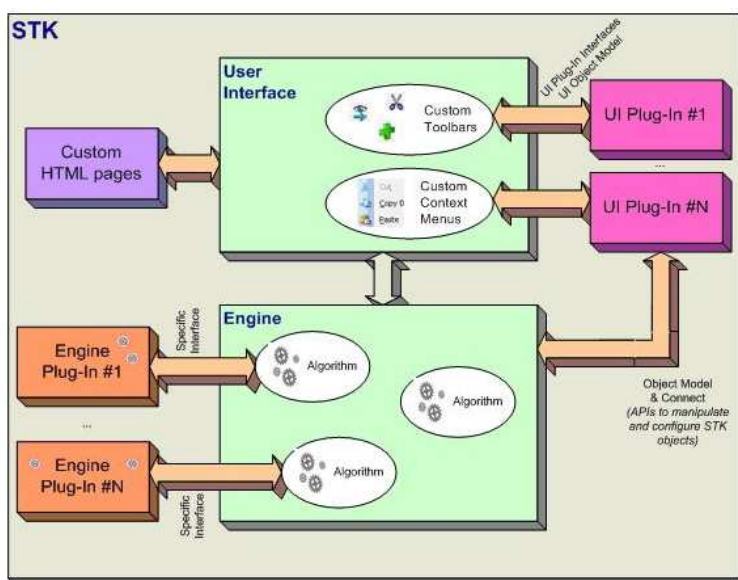 STK
User
Interface
Custom
Toolbars
UI Plug-In Interfaces
UI Object Model
UI Plug-In #1
...
UI Plug-In #N
Custom
HTML pages
Cut
Copy
Paste
Custom
Context
Menus
Engine
Specific
Interface
Engine
Plug-In #1
...
Engine
Plug-In #N
Specific
Interface
Algorithm
Algorithm
Algorithm
Object Model
& Connect
(APIs to manipulate
and configure STK
objects)